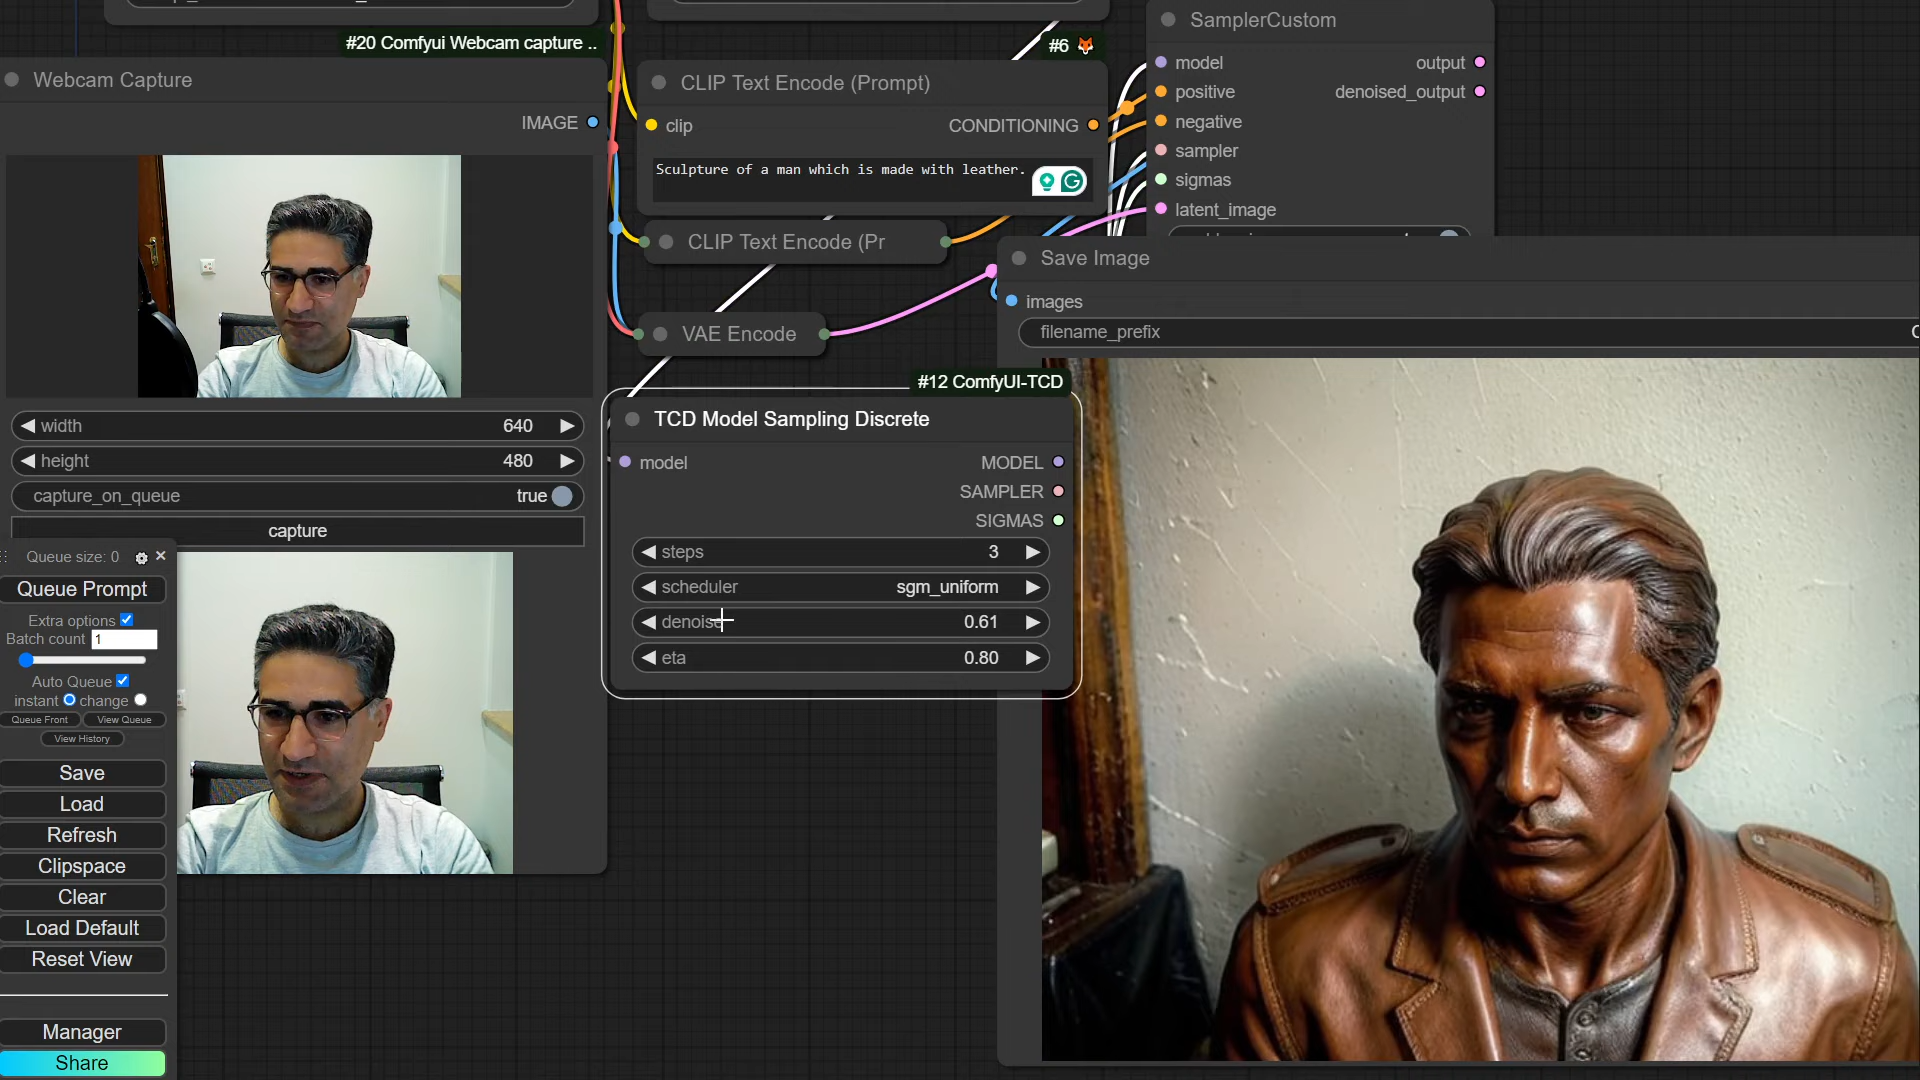 #20 Comfyui Webcam capture ..
Webcam Capture
IMAGE
width 640
height 480
capture_on_queue true
capture
Queue size: 0
Queue Prompt
Extra options
Batch count 1
Auto Queue
instant change
Queue Front View Queue
View History
Save
Load
Refresh
Clipspace
Clear
Load Default
Reset View
Manager
Share
#6
CLIP Text Encode (Prompt)
clip CONDITIONING
Sculpture of a man which is made with leather.
CLIP Text Encode (Pr
VAE Encode
#12 ComfyUI-TCD
TCD Model Sampling Discrete
model MODEL
SAMPLER
SIGMAS
steps 3
scheduler sgm_uniform
denoise 0.61
eta 0.80
SamplerCustom
model output
positive denoised_output
negative
sampler
sigmas
latent_image
Save Image
images
filename_prefix